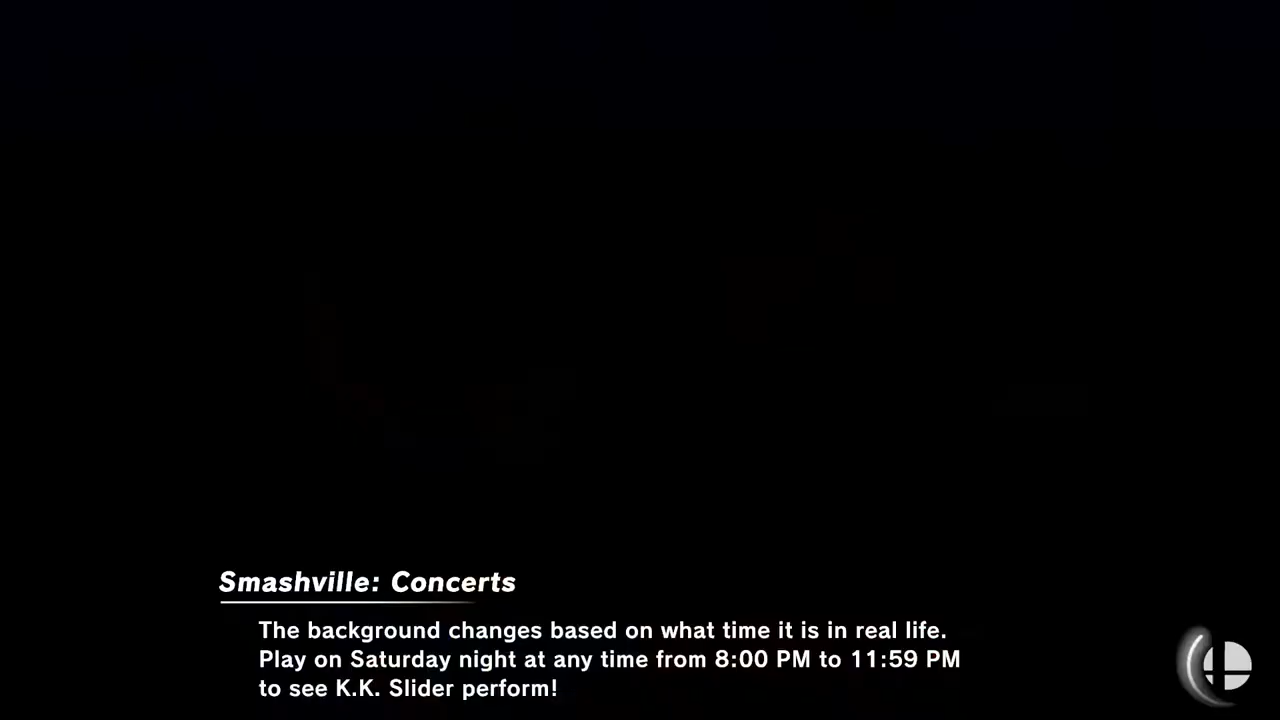 Smashville: Concerts
The background changes based on what time it is in real life.
Play on Saturday night at any time from 8:00 PM to 11:59 PM
to see K.K. Slider perform!